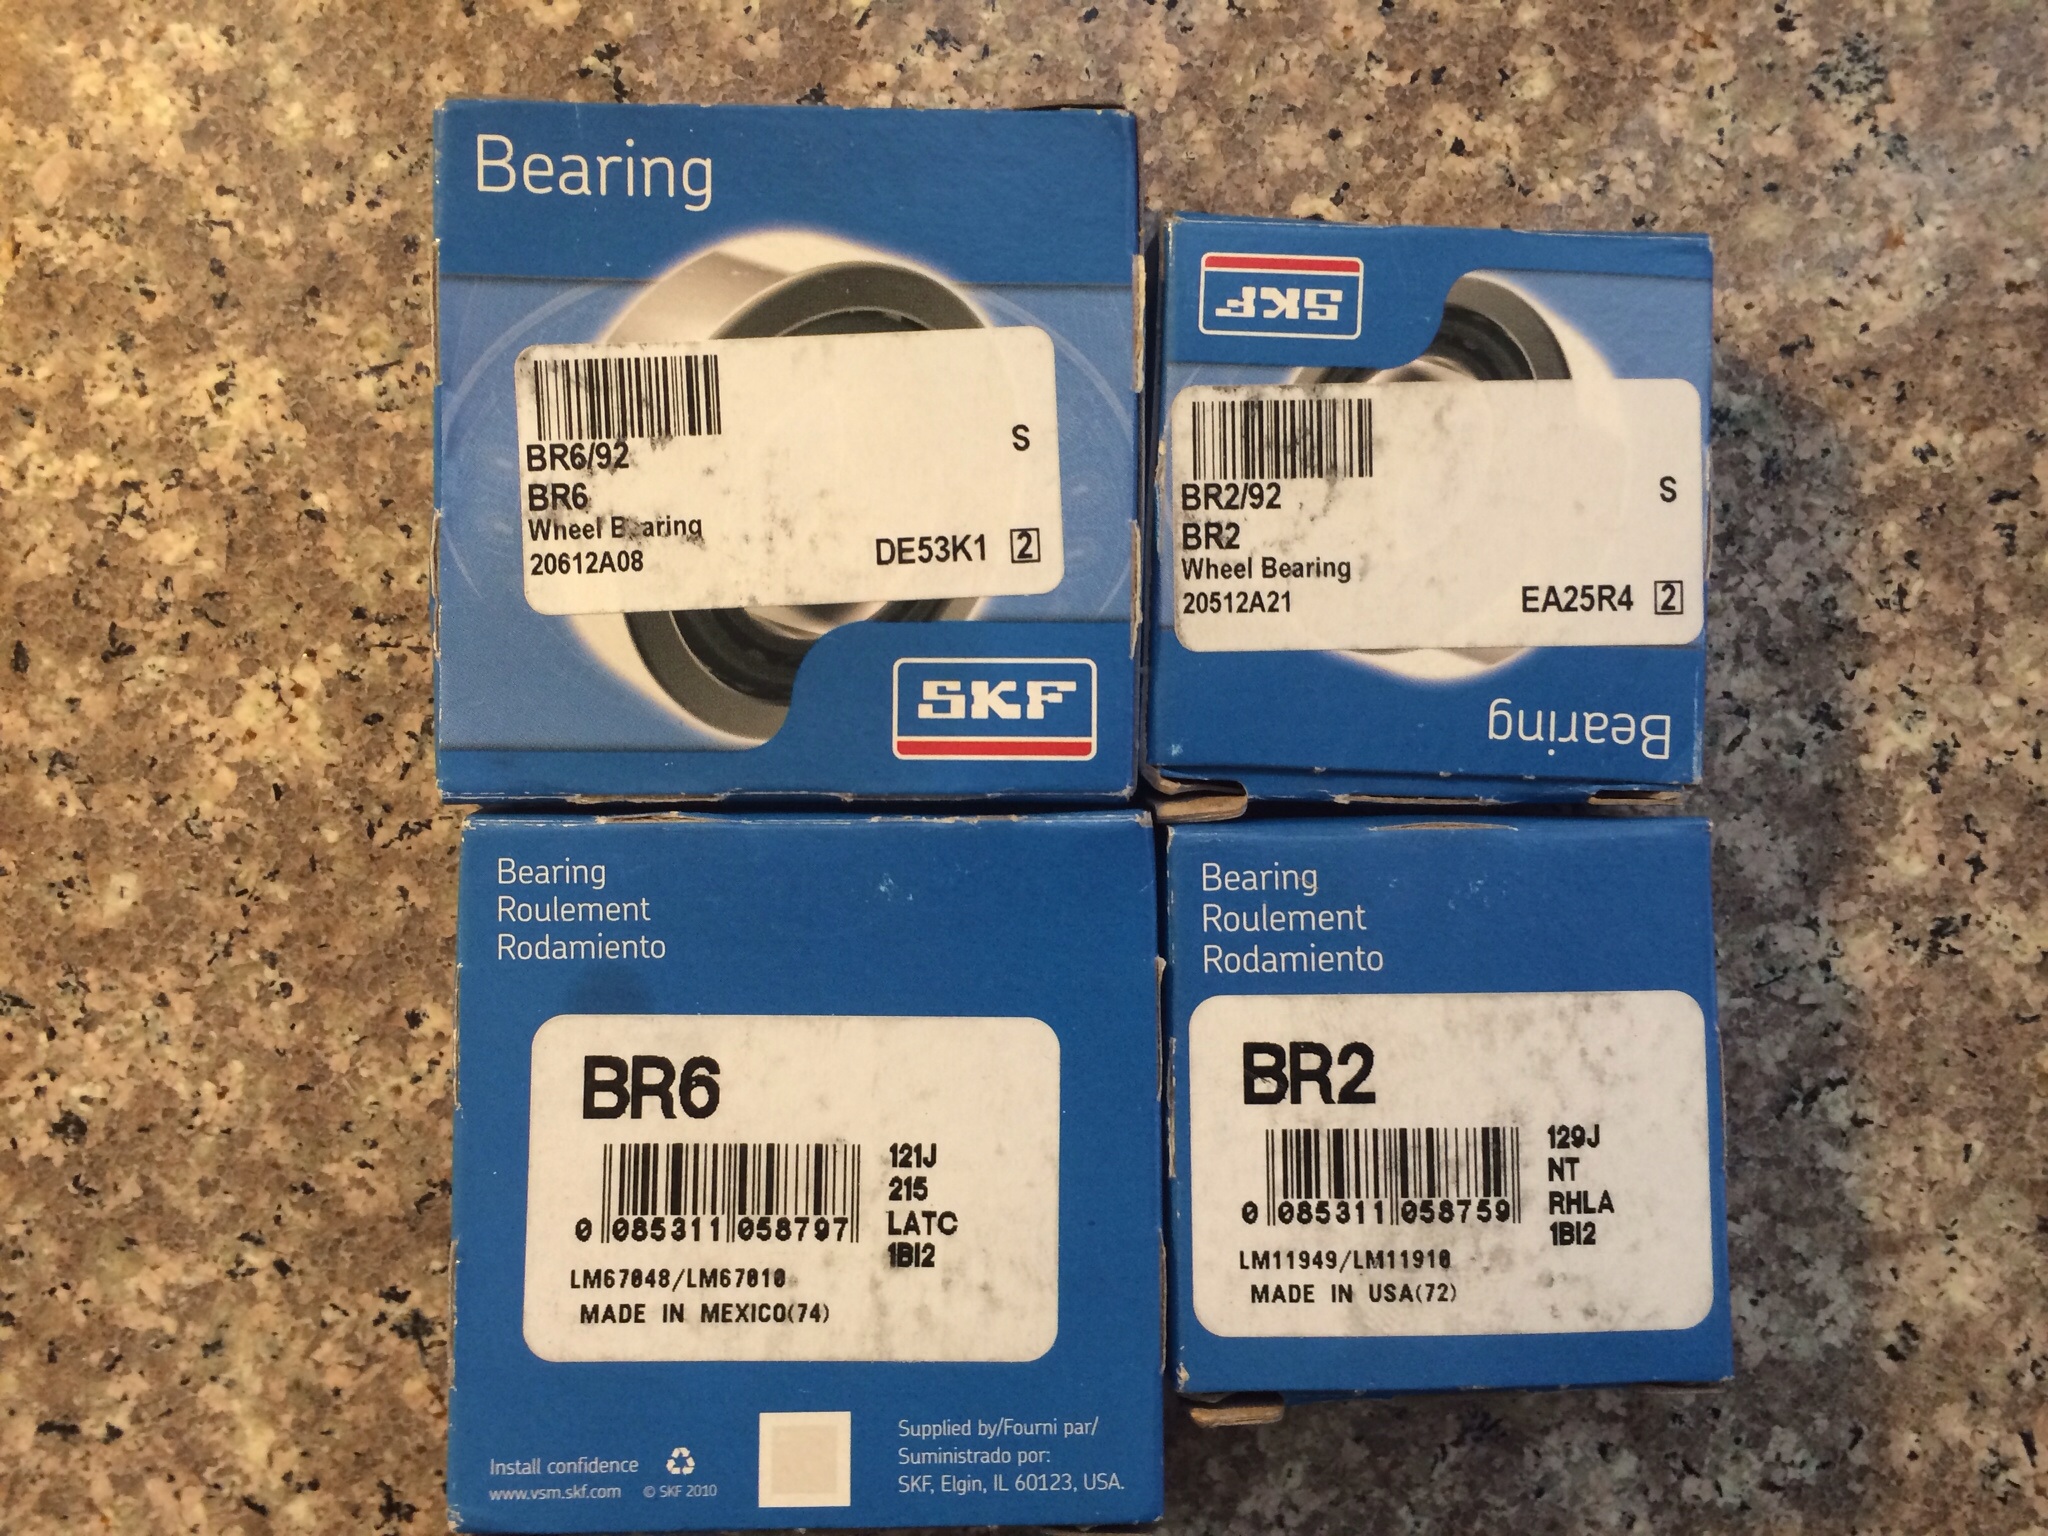 Bearing
BR6/92
BR6
Wheel Bearing
20612A08
S
DE53K1 2
SKF
SKF
BR2/92
BR2
Wheel Bearing
20512A21
S
EA25R4 2
Bearing
Bearing
Roulement
Rodamiento
BR6
0 085311 058797
121J
215
LATC
1BI2
LM67048/LM67010
MADE IN MEXICO(74)
Install confidence
www.vsm.skf.com © SKF 2010
Supplied by/Fourni par/
Suministrado por:
SKF, Elgin, IL 60123, USA.
Bearing
Roulement
Rodamiento
BR2
0 085311 058759
129J
NT
RHLA
1BI2
LM11949/LM11910
MADE IN USA(72)